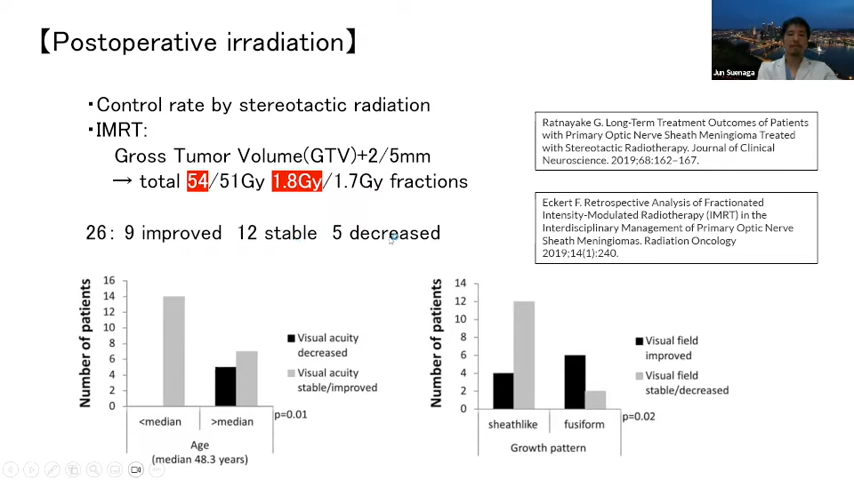 【Postoperative irradiation】
Jun Suenaga
・Control rate by stereotactic radiation
・IMRT:
Gross Tumor Volume(GTV)+2/5mm
→ total 54/51Gy 1.8Gy/1.7Gy fractions
26: 9 improved 12 stable 5 decreased
Ratnayake G. Long-Term Treatment Outcomes of Patients
with Primary Optic Nerve Sheath Meningioma Treated
with Stereotactic Radiotherapy. Journal of Clinical
Neuroscience. 2019;68:162–167.
Eckert F. Retrospective Analysis of Fractionated
Intensity-Modulated Radiotherapy (IMRT) in the
Interdisciplinary Management of Primary Optic Nerve
Sheath Meningiomas. Radiation Oncology
2019;14(1):240.
Number of patients
16
14
12
10
8
6
4
2
0
<median
>median
Age
(median 48.3 years)
Visual acuity
decreased
Visual acuity
stable/improved
p=0.01
Number of patients
14
12
10
8
6
4
2
0
sheathlike
fusiform
Growth pattern
Visual field
improved
Visual field
stable/decreased
p=0.02